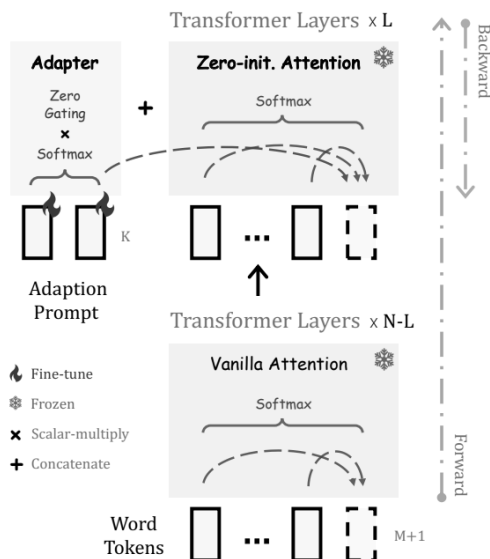 Transformer Layers x L
Backward
Adapter
Zero
Gating
×
Softmax
+
Zero-init. Attention
Softmax
K
...
Adaption
Prompt
Transformer Layers x N-L
Vanilla Attention
Softmax
Fine-tune
Frozen
× Scalar-multiply
+ Concatenate
Forward
Word
Tokens
...
M+1